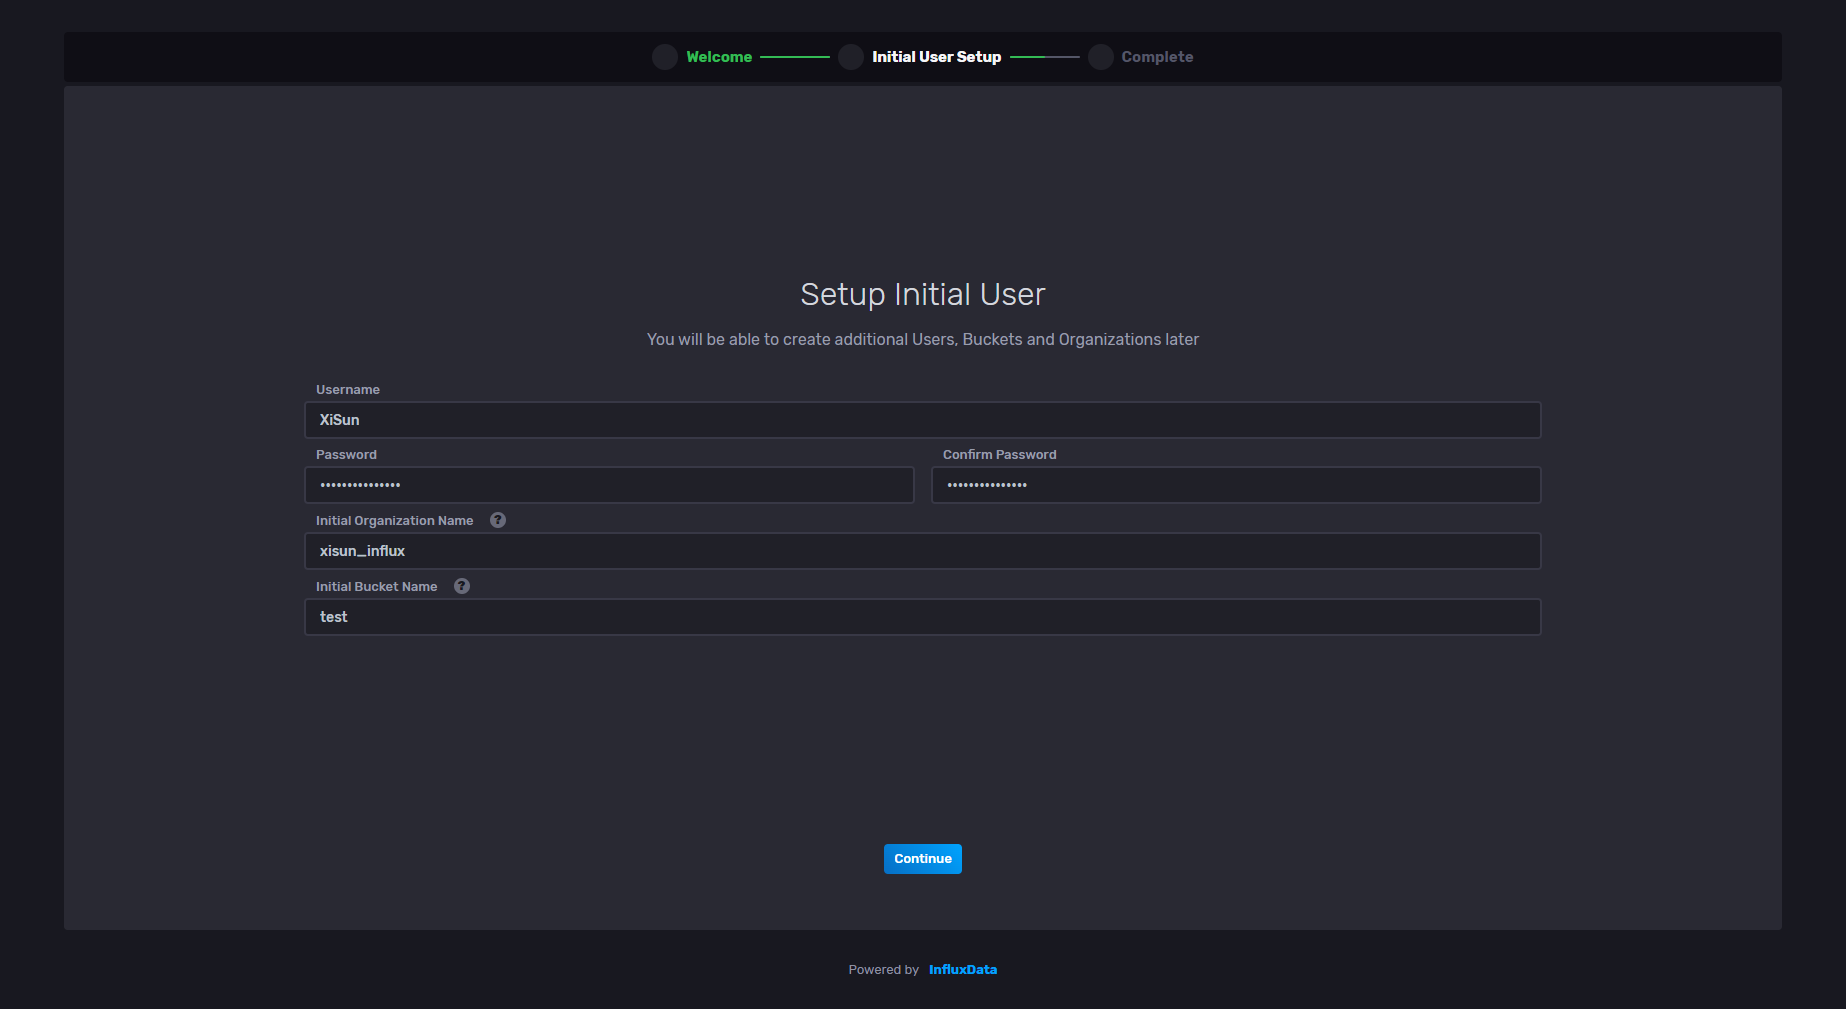 Welcome Initial User Setup Complete
Setup Initial User
You will be able to create additional Users, Buckets and Organizations later
Username
XiSun
Password Confirm Password
••••••••••••••• •••••••••••••••
Initial Organization Name ?
xisun_influx
Initial Bucket Name ?
test
Continue
Powered by InfluxData